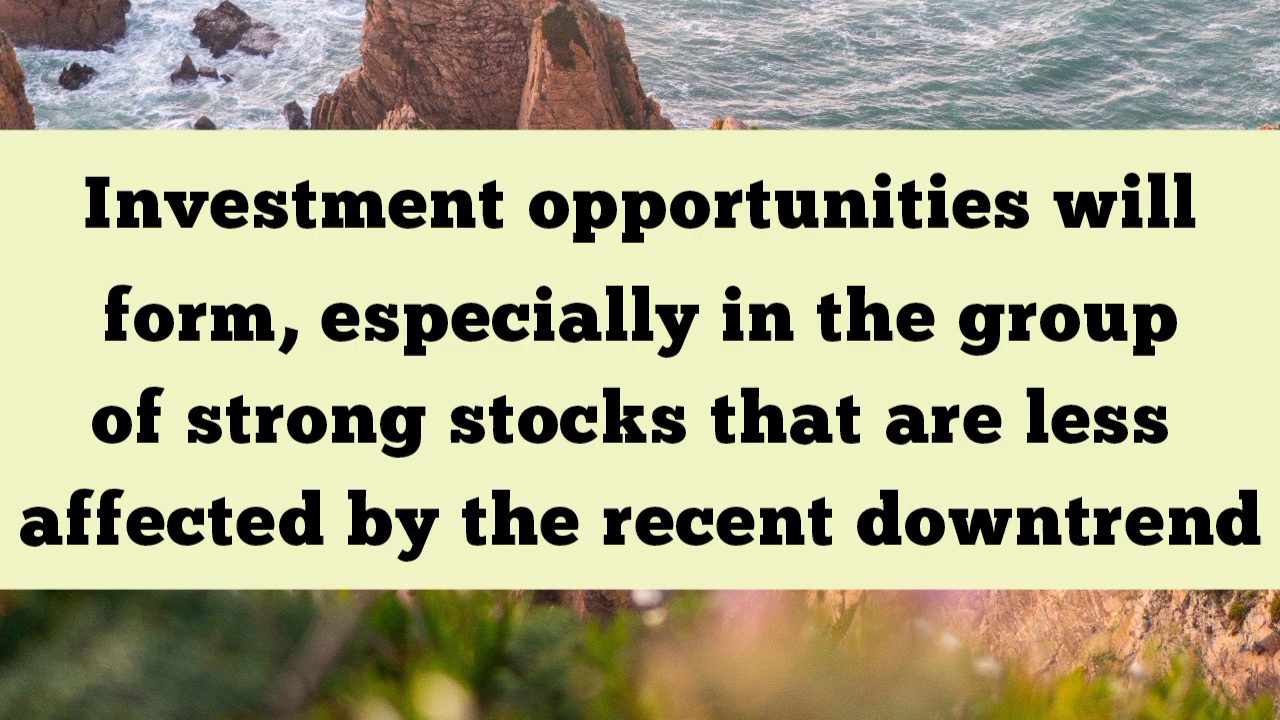 Investment opportunities will
form, especially in the group
of strong stocks that are less
affected by the recent downtrend